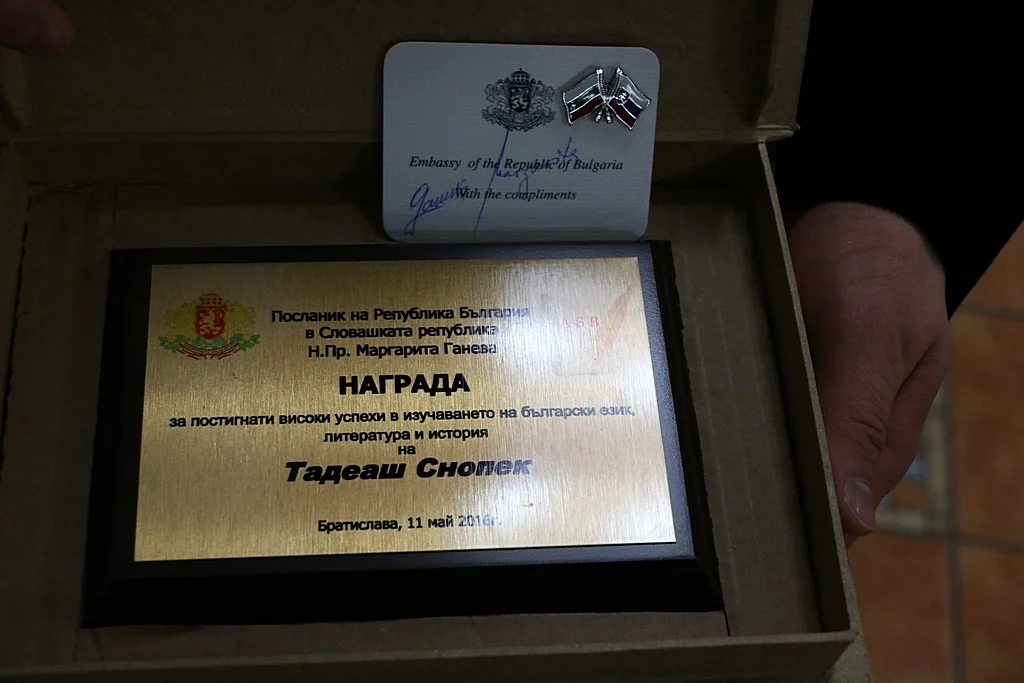 Embassy of the Republic of Bulgaria
With the compliments
Посланик на Република България
в Словашката република
Н.Пр. Маргарита Ганева
НАГРАДА
за постигнати високи успехи в изучаването на български език,
литература и история
на
Тадеаш Снопек
Братислава, 11 май 2016г.